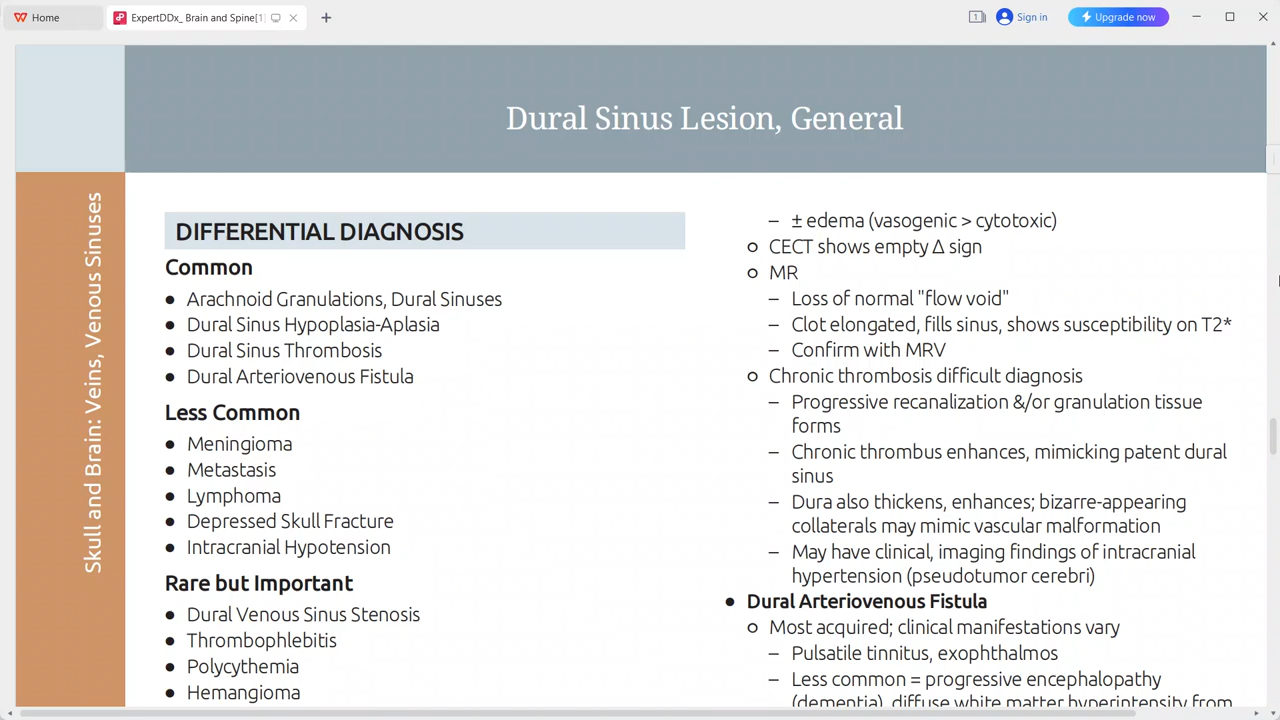 Home
ExpertDDx_ Brain and Spine[1]
1
Sign in
Upgrade now
Dural Sinus Lesion, General
Skull and Brain: Veins, Venous Sinuses
DIFFERENTIAL DIAGNOSIS
Common
● Arachnoid Granulations, Dural Sinuses
● Dural Sinus Hypoplasia-Aplasia
● Dural Sinus Thrombosis
● Dural Arteriovenous Fistula
Less Common
● Meningioma
● Metastasis
● Lymphoma
● Depressed Skull Fracture
● Intracranial Hypotension
Rare but Important
● Dural Venous Sinus Stenosis
● Thrombophlebitis
● Polycythemia
● Hemangioma
– ± edema (vasogenic > cytotoxic)
○ CECT shows empty Δ sign
○ MR
– Loss of normal "flow void"
– Clot elongated, fills sinus, shows susceptibility on T2*
– Confirm with MRV
○ Chronic thrombosis difficult diagnosis
– Progressive recanalization &/or granulation tissue
forms
– Chronic thrombus enhances, mimicking patent dural
sinus
– Dura also thickens, enhances; bizarre-appearing
collaterals may mimic vascular malformation
– May have clinical, imaging findings of intracranial
hypertension (pseudotumor cerebri)
● Dural Arteriovenous Fistula
○ Most acquired; clinical manifestations vary
– Pulsatile tinnitus, exophthalmos
– Less common = progressive encephalopathy
(dementia), diffuse white matter hyperintensity from